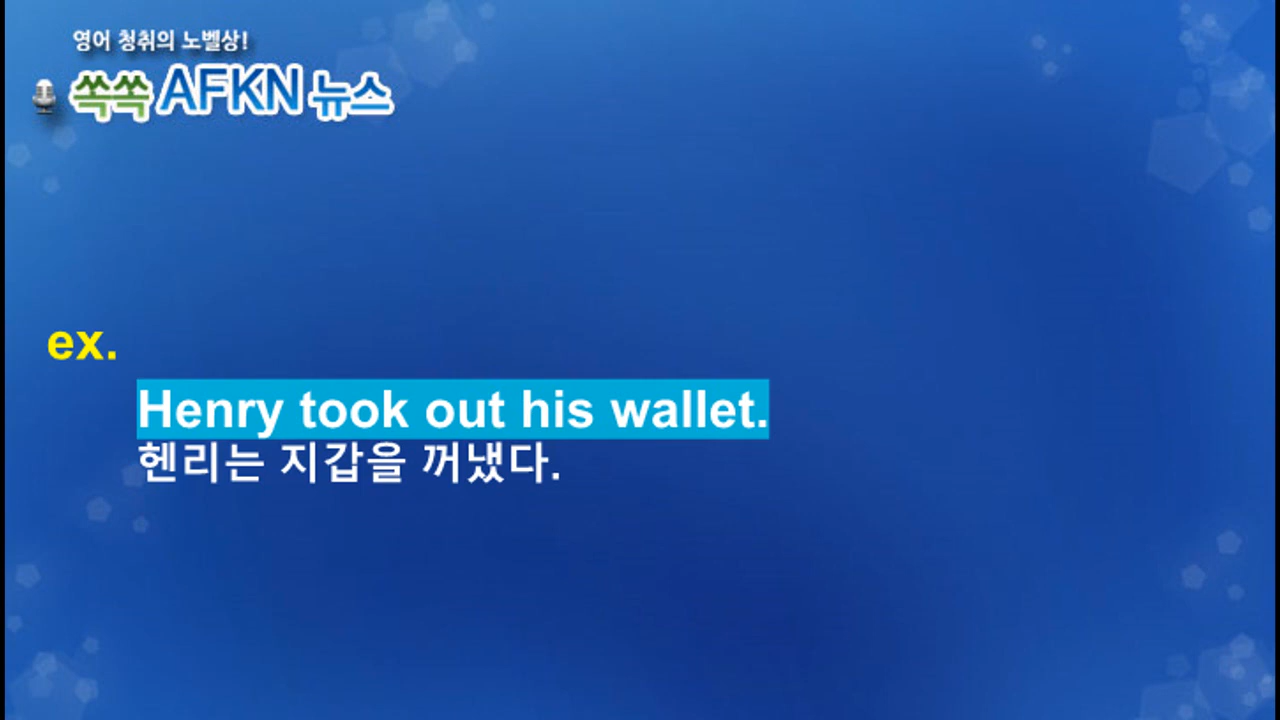 영어 청취의 노벨상!
쏙쏙 AFKN 뉴스
ex.
Henry took out his wallet.
헨리는 지갑을 꺼냈다.